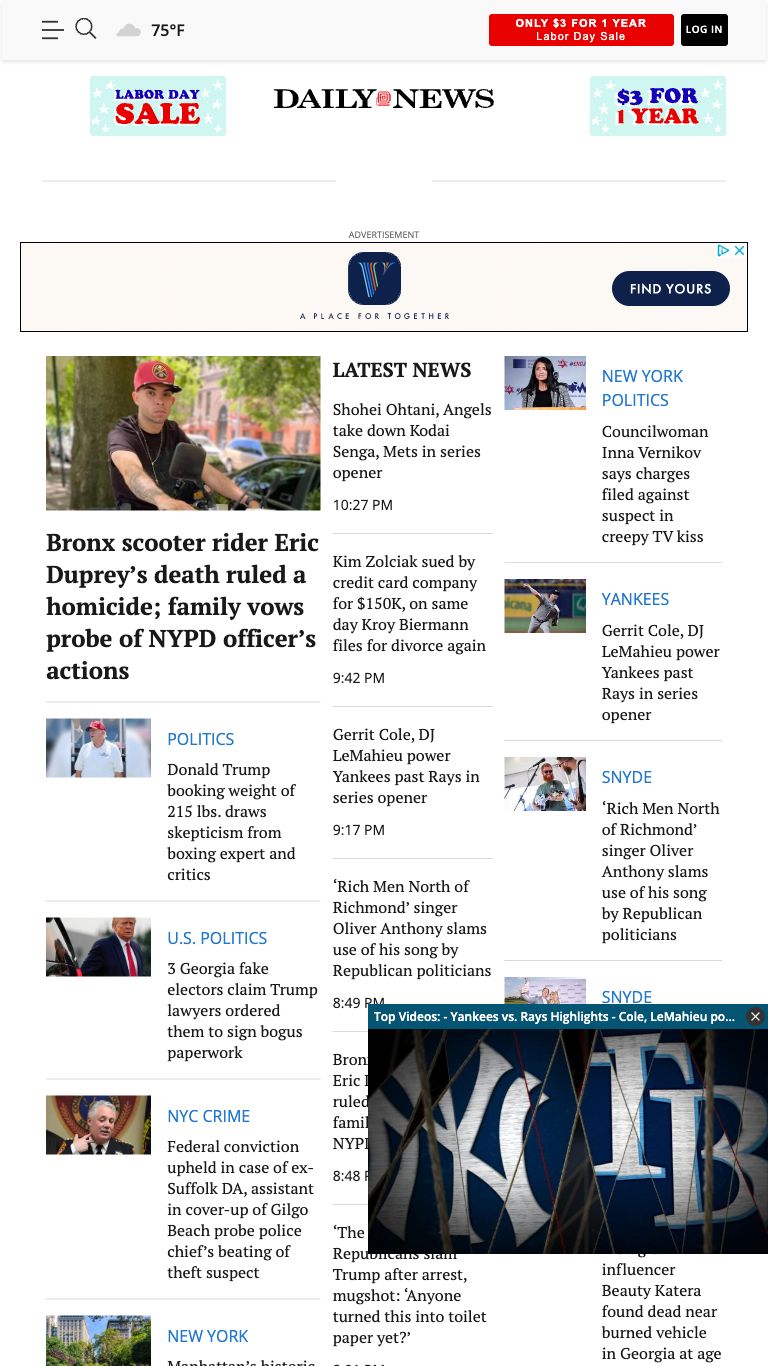 75°F
ONLY $3 FOR 1 YEAR
Labor Day Sale
LOG IN
LABOR DAY
SALE
DAILY NEWS
$3 FOR
1 YEAR
ADVERTISEMENT
A PLACE FOR TOGETHER
FIND YOURS
Bronx scooter rider Eric
Duprey’s death ruled a
homicide; family vows
probe of NYPD officer’s
actions
POLITICS
Donald Trump
booking weight of
215 lbs. draws
skepticism from
boxing expert and
critics
U.S. POLITICS
3 Georgia fake
electors claim Trump
lawyers ordered
them to sign bogus
paperwork
NYC CRIME
Federal conviction
upheld in case of ex-
Suffolk DA, assistant
in cover-up of Gilgo
Beach probe police
chief’s beating of
theft suspect
NEW YORK
Manhattan’s historic
LATEST NEWS
Shohei Ohtani, Angels
take down Kodai
Senga, Mets in series
opener
10:27 PM
Kim Zolciak sued by
credit card company
for $150K, on same
day Kroy Biermann
files for divorce again
9:42 PM
Gerrit Cole, DJ
LeMahieu power
Yankees past Rays in
series opener
9:17 PM
‘Rich Men North of
Richmond’ singer
Oliver Anthony slams
use of his song by
Republican politicians
8:49 PM
Eric
ruled
NYPD
8:48
‘The
Republicans slam
Trump after arrest,
mugshot: ‘Anyone
turned this into toilet
paper yet?’
NEW YORK
POLITICS
Councilwoman
Inna Vernikov
says charges
filed against
suspect in
creepy TV kiss
YANKEES
Gerrit Cole, DJ
LeMahieu power
Yankees past
Rays in series
opener
SNYDE
‘Rich Men North
of Richmond’
singer Oliver
Anthony slams
use of his song
by Republican
politicians
SNYDE
Top Videos: - Yankees vs. Rays Highlights - Cole, LeMahieu po...
NY
TB
influencer
Beauty Katera
found dead near
burned vehicle
in Georgia at age